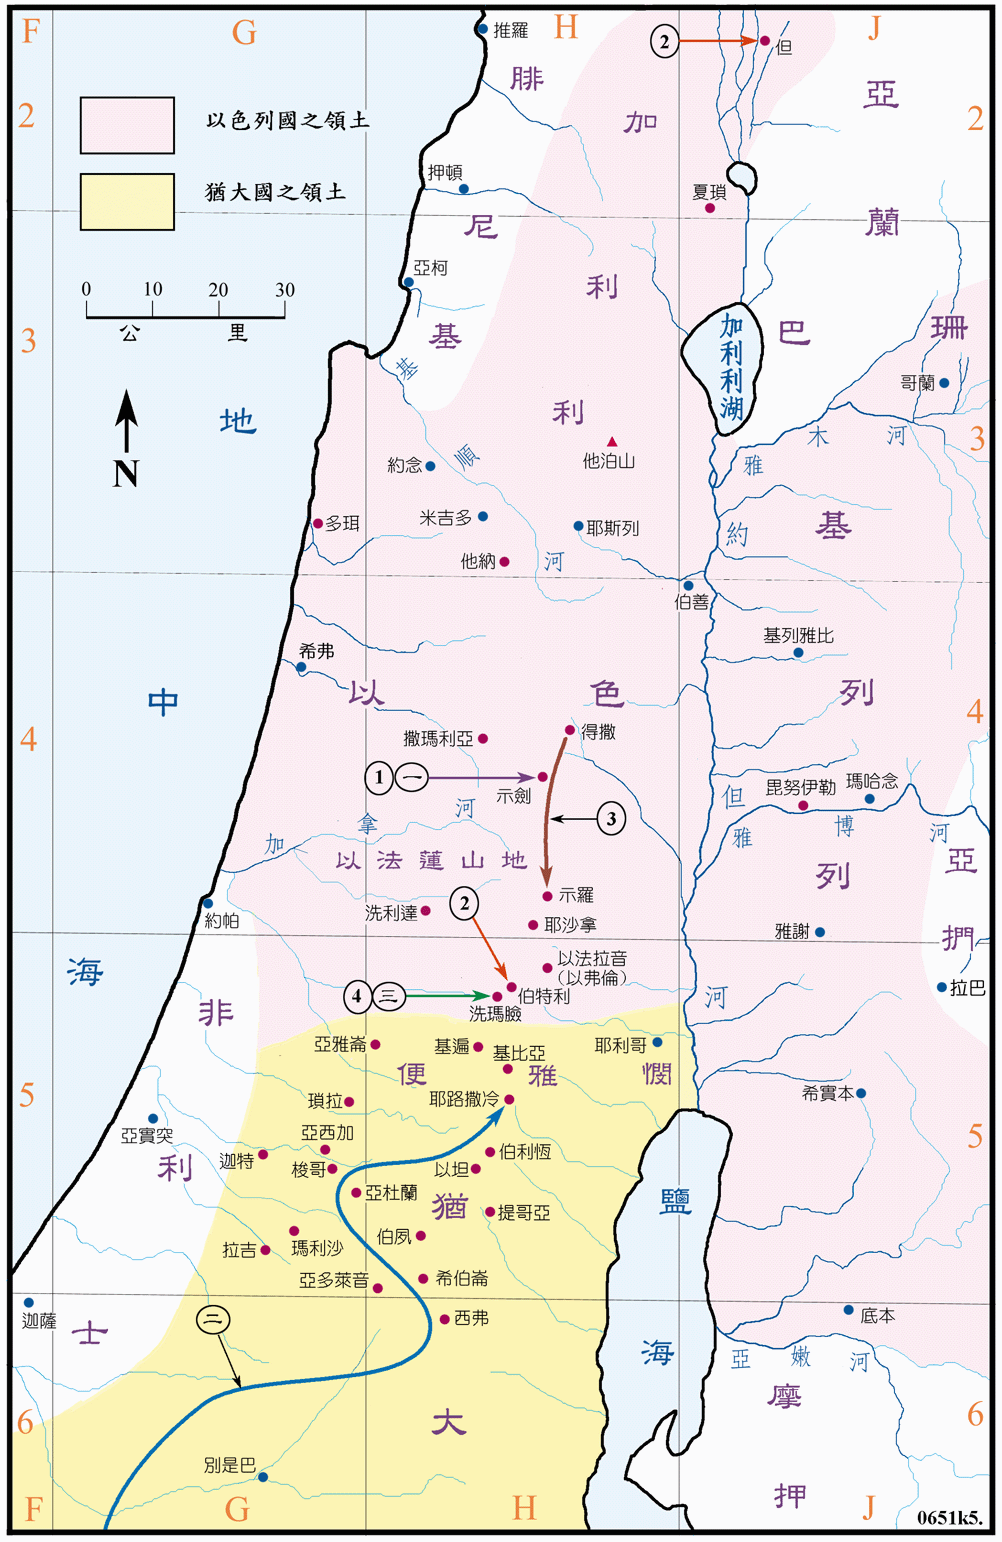 F
G
H
J
推羅
②
但
腓
加
亞
2
2
以色列國之領土
猶大國之領土
押頓
夏瑣
尼
蘭
亞柯
利
0 10 20 30
公里
3
基
巴
珊
加利利湖
基
哥蘭
地
利
N
約念
順
他泊山
雅
木
河
3
多珥
米吉多
耶斯列
約
基
他納
河
伯善
希弗
基列雅比
中
以
色
列
4
4
撒瑪利亞
得撒
①㊀
示劍
③
但
毘努伊勒
瑪哈念
雅
博
河
加
拿
河
以法蓮山地
列
亞
示羅
約帕
洗利達
②
耶沙拿
雅謝
捫
海
以法拉音
(以弗倫)
拉巴
④㊂
伯特利
洗瑪臉
河
非
亞雅崙
基遍
基比亞
耶利哥
便
雅
憫
5
瑣拉
耶路撒冷
希實本
亞實突
亞西加
5
利
迦特
梭哥
伯利恆
以坦
亞杜蘭
猶
提哥亞
鹽
拉吉
瑪利沙
伯夙
亞多萊音
希伯崙
迦薩
㊁
西弗
底本
士
海
亞
嫩
河
摩
6
大
6
別是巴
押
F
G
H
J
0651k5.